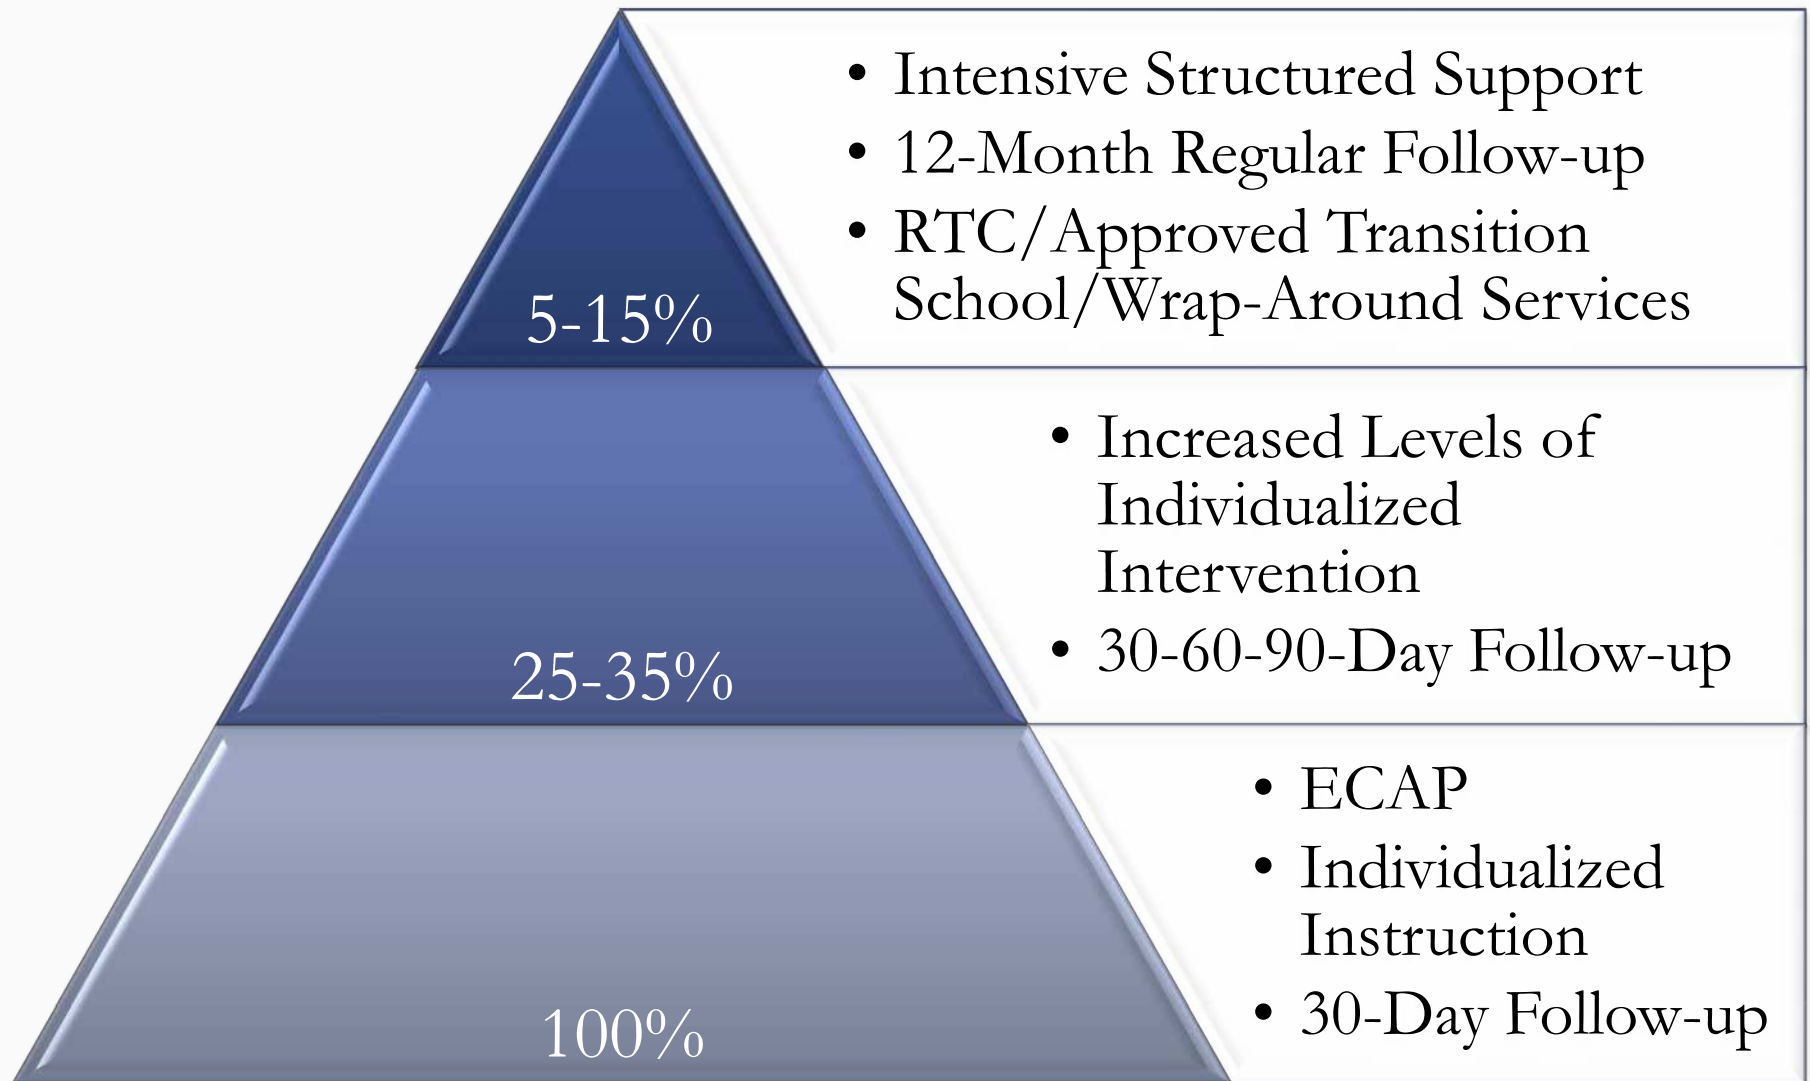 • Intensive Structured Support
• 12-Month Regular Follow-up
• RTC/Approved Transition
School/Wrap-Around Services
5-15%
• Increased Levels of
Individualized
Intervention
• 30-60-90-Day Follow-up
25-35%
• ECAP
• Individualized
Instruction
• 30-Day Follow-up
100%